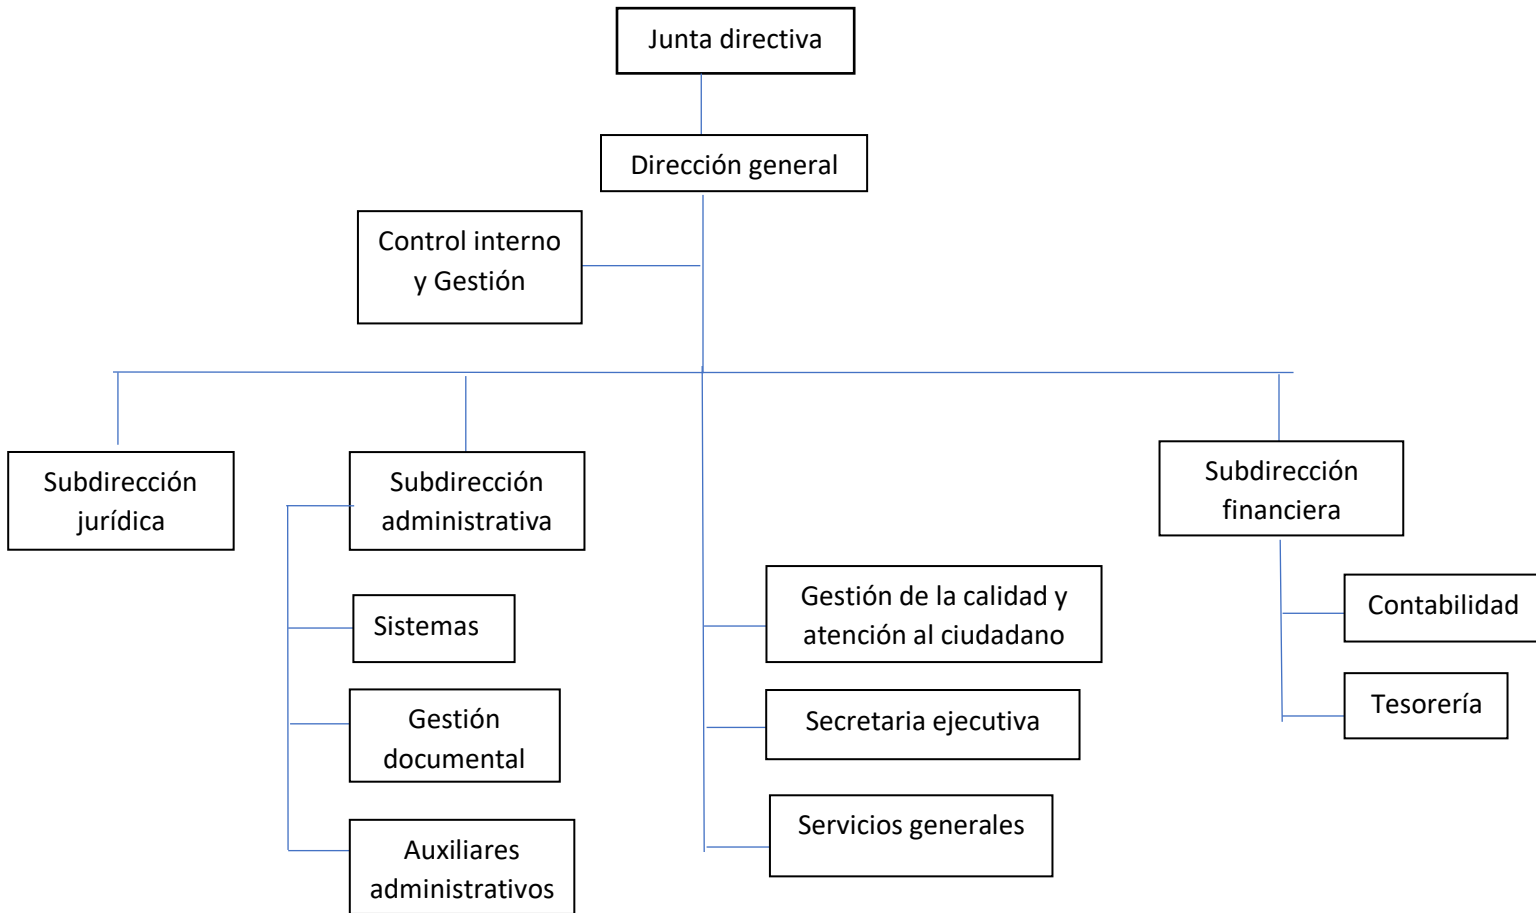 Junta directiva
Dirección general
Control interno
y Gestión
Subdirección
jurídica
Subdirección
administrativa
Sistemas
Gestión
documental
Auxiliares
administrativos
Gestión de la calidad y
atención al ciudadano
Secretaria ejecutiva
Servicios generales
Subdirección
financiera
Contabilidad
Tesorería